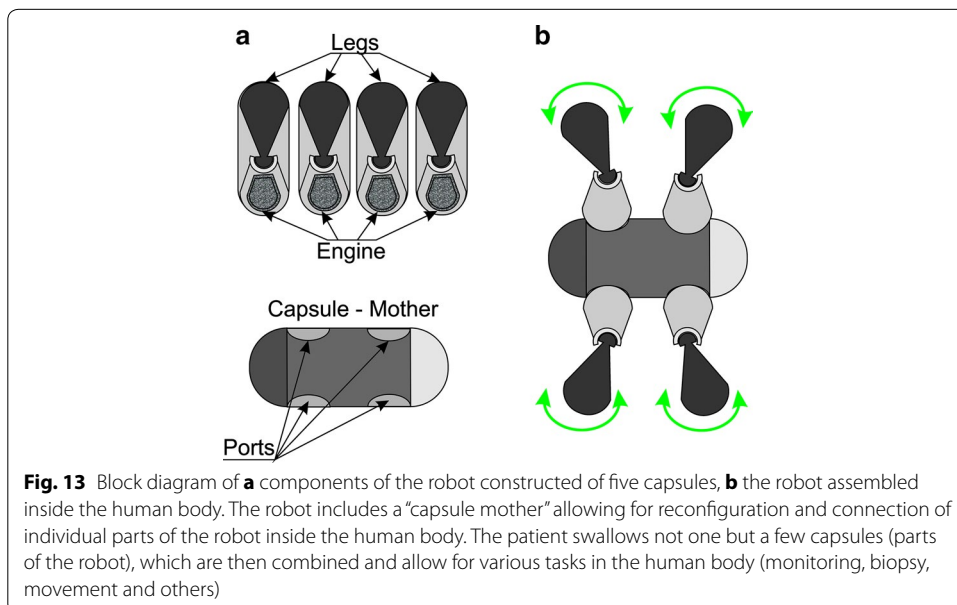 a
b
Legs
Engine
Capsule - Mother
Ports
Fig. 13 Block diagram of a components of the robot constructed of five capsules, b the robot assembled
inside the human body. The robot includes a “capsule mother” allowing for reconfiguration and connection of
individual parts of the robot inside the human body. The patient swallows not one but a few capsules (parts
of the robot), which are then combined and allow for various tasks in the human body (monitoring, biopsy,
movement and others)